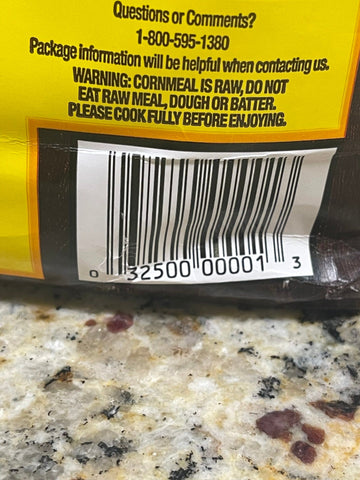 Questions or Comments?
1-800-595-1380
Package information will be helpful when contacting us.
WARNING: CORNMEAL IS RAW, DO NOT
EAT RAW MEAL, DOUGH OR BATTER.
PLEASE COOK FULLY BEFORE ENJOYING.
0 32500 00001 3